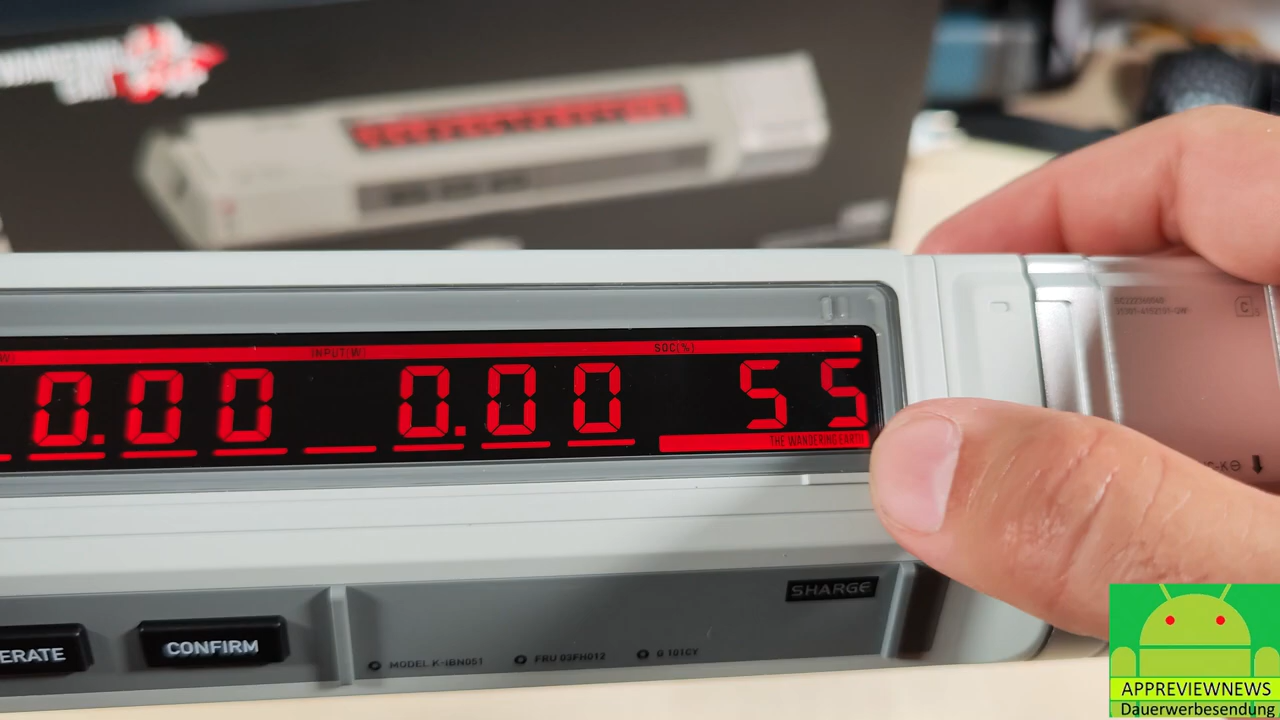 INPUT(W)
SOC(%)
0.00
0.00
55
THE WANDERING EARTH
SHARGE
ERATE
CONFIRM
MODEL K-IBN051
FRU 03FH012
Q 101CY
APPREVIEWNEWS
Dauerwerbesendung